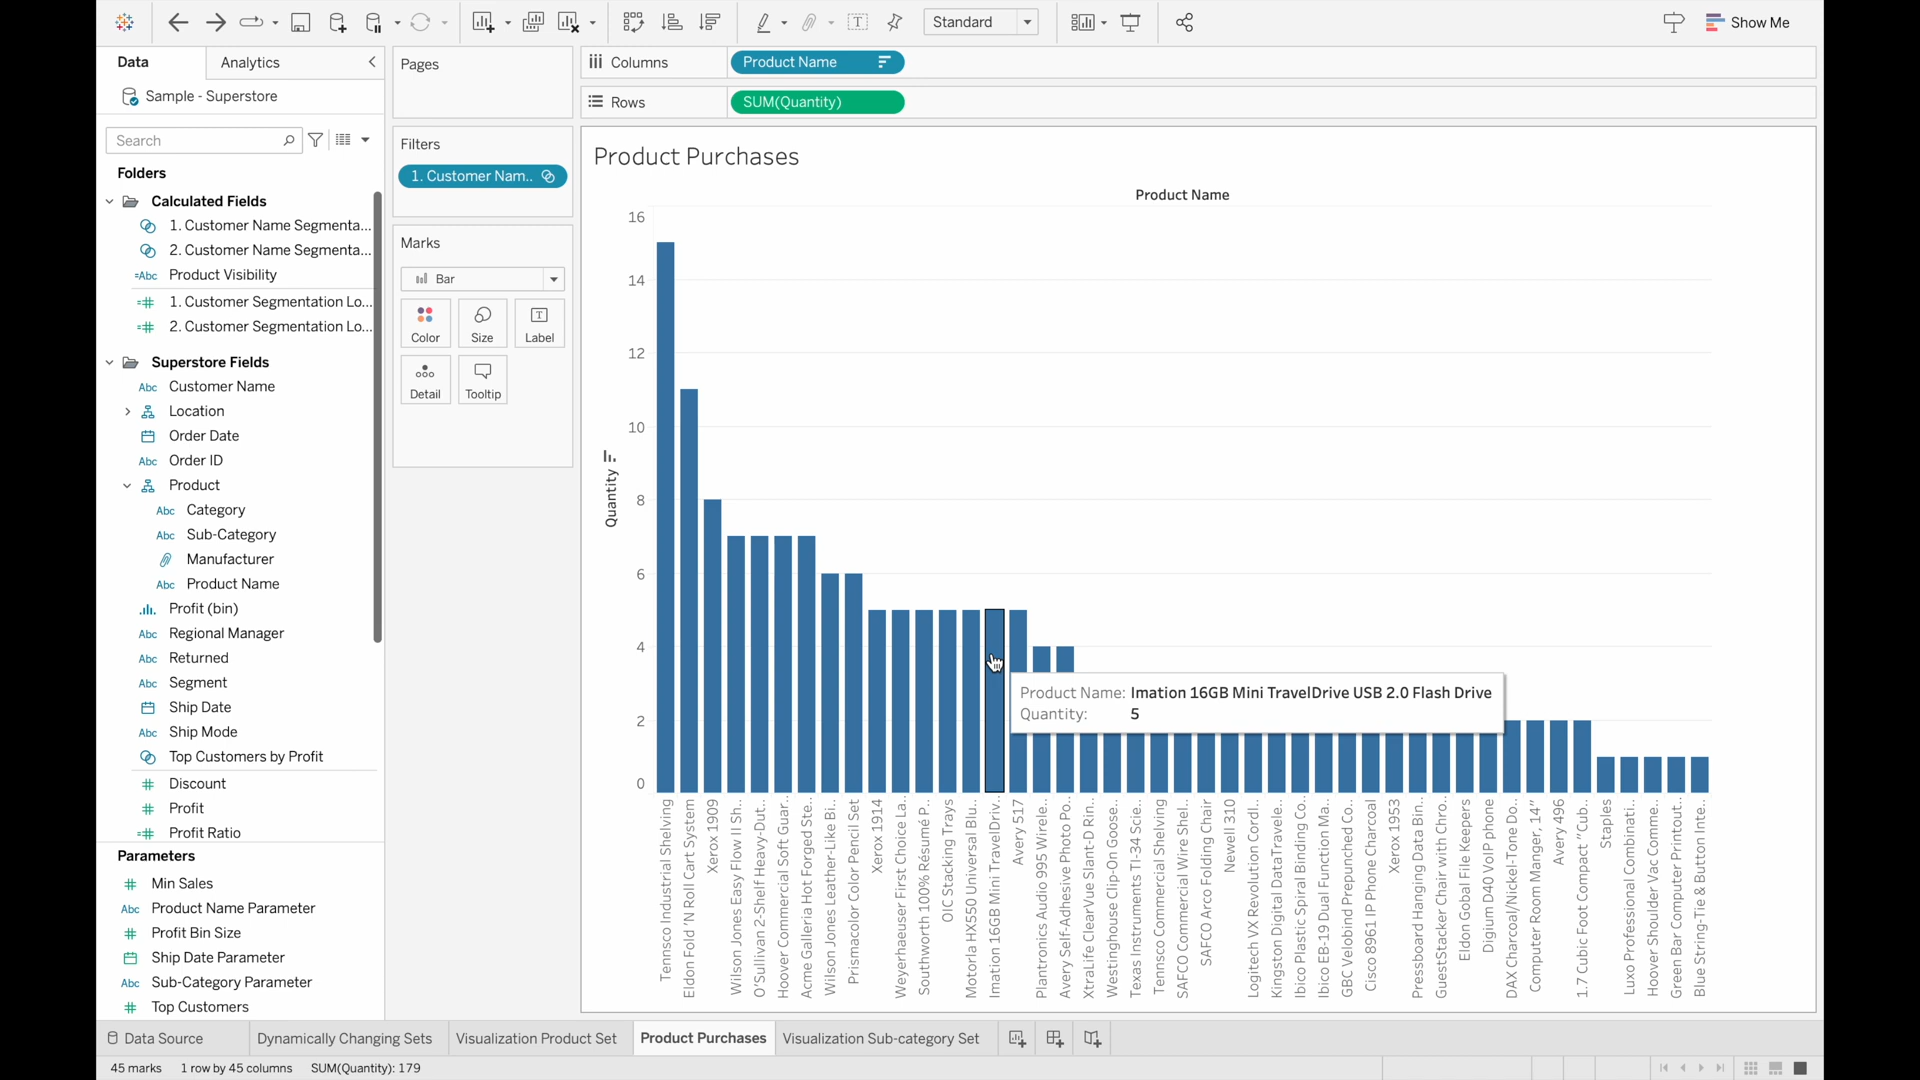 Standard
Show Me
Data
Analytics
Sample - Superstore
Search
Folders
Calculated Fields
1. Customer Name Segmenta...
2. Customer Name Segmenta...
=Abc Product Visibility
1. Customer Segmentation Lo...
2. Customer Segmentation Lo...
Superstore Fields
Abc Customer Name
Location
Order Date
Abc Order ID
Product
Abc Category
Abc Sub-Category
Manufacturer
Abc Product Name
Profit (bin)
Abc Regional Manager
Abc Returned
Abc Segment
Ship Date
Abc Ship Mode
Top Customers by Profit
# Discount
# Profit
=# Profit Ratio
Parameters
# Min Sales
Abc Product Name Parameter
# Profit Bin Size
Ship Date Parameter
Abc Sub-Category Parameter
# Top Customers
Pages
Filters
1. Customer Nam..
Marks
Bar
Color
Size
Label
Detail
Tooltip
Columns
Product Name
Rows
SUM(Quantity)
Product Purchases
Product Name
16
14
12
10
8
6
4
2
0
Quantity
Product Name: Imation 16GB Mini TravelDrive USB 2.0 Flash Drive
Quantity: 5
Tennsco Industrial Shelving
Eldon Fold 'N Roll Cart System
Xerox 1909
Wilson Jones Easy Flow II Sh..
O'Sullivan 2-Shelf Heavy-Dut..
Hoover Commercial Soft Guar..
Acme Galleria Hot Forged Ste..
Wilson Jones Leather-Like Bi..
Prismacolor Color Pencil Set
Xerox 1914
Weyerhaeuser First Choice La..
Southworth 100% Résumé P..
OIC Stacking Trays
Motorla HX550 Universal Blu..
Imation 16GB Mini TravelDriv..
Avery 517
Plantronics Audio 995 Wirele..
Avery Self-Adhesive Photo Po..
XtraLife ClearVue Slant-D Rin..
Westinghouse Clip-On Goose..
Texas Instruments TI-34 Scie..
Tennsco Commercial Shelving
SAFCO Commercial Wire Shel..
SAFCO Arco Folding Chair
Newell 310
Logitech VX Revolution Cordl..
Kingston Digital DataTravele..
Ibico Plastic Spiral Binding Co..
Ibico EB-19 Dual Function Ma..
GBC Velobind Prepunched Co..
Cisco 8961 IP Phone Charcoal
Xerox 1953
Pressboard Hanging Data Bin..
GuestStacker Chair with Chro..
Eldon Gobal File Keepers
Digium D40 VoIP phone
DAX Charcoal/Nickel-Tone Do..
Computer Room Manger, 14"
Avery 496
1.7 Cubic Foot Compact "Cub..
Staples
Luxo Professional Combinati..
Hoover Shoulder Vac Comme..
Green Bar Computer Printout..
Blue String-Tie & Button Inte..
Data Source
Dynamically Changing Sets
Visualization Product Set
Product Purchases
Visualization Sub-category Set
45 marks
1 row by 45 columns
SUM(Quantity): 179